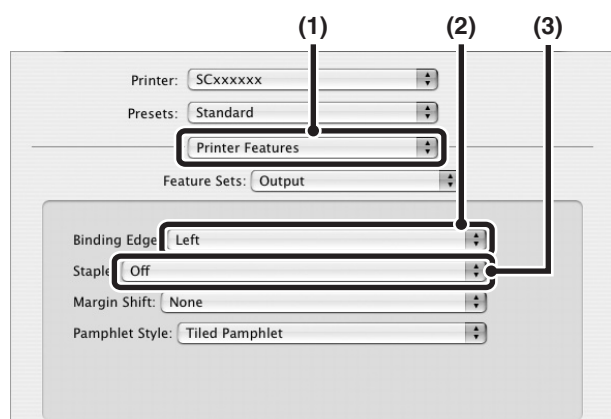 (1) (2) (3)
Printer: SCxxxxxx
Presets: Standard
Printer Features
Feature Sets: Output
Binding Edge: Left
Staple: Off
Margin Shift: None
Pamphlet Style: Tiled Pamphlet